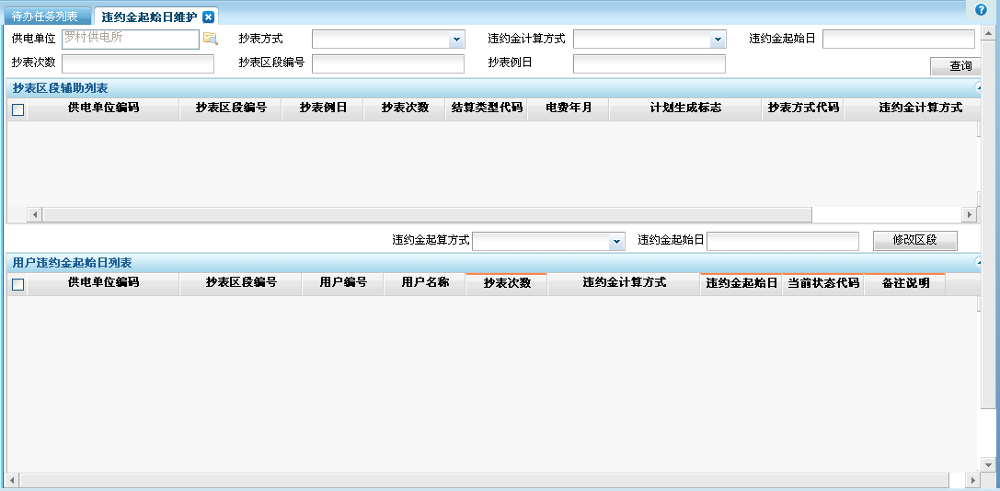 待办任务列表 违约金起始日维护
供电单位 罗村供电所 抄表方式 违约金计算方式 违约金起始日
抄表次数 抄表区段编号 抄表例日 查询
抄表区段辅助列表
供电单位编码 抄表区段编号 抄表例日 抄表次数 结算类型代码 电费年月 计划生成标志 抄表方式代码 违约金计算方式
违约金起算方式 违约金起始日 修改区段
用户违约金起始日列表
供电单位编码 抄表区段编号 用户编号 用户名称 抄表次数 违约金计算方式 违约金起始日 当前状态代码 备注说明